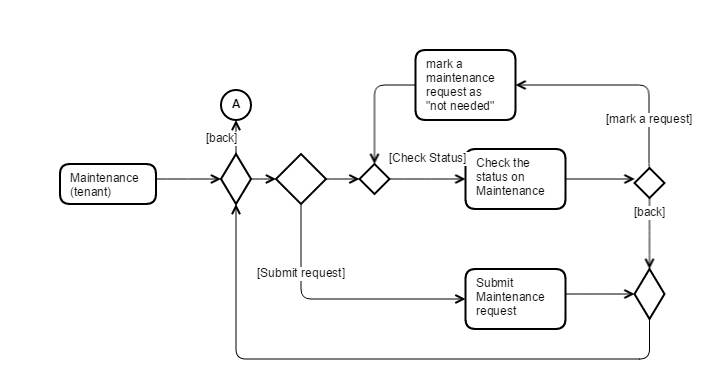 mark a
maintenance
request as
"not needed"
A
[mark a request]
[back]
[Check Status]
Check the
status on
Maintenance
Maintenance
(tenant)
[back]
[Submit request]
Submit
Maintenance
request